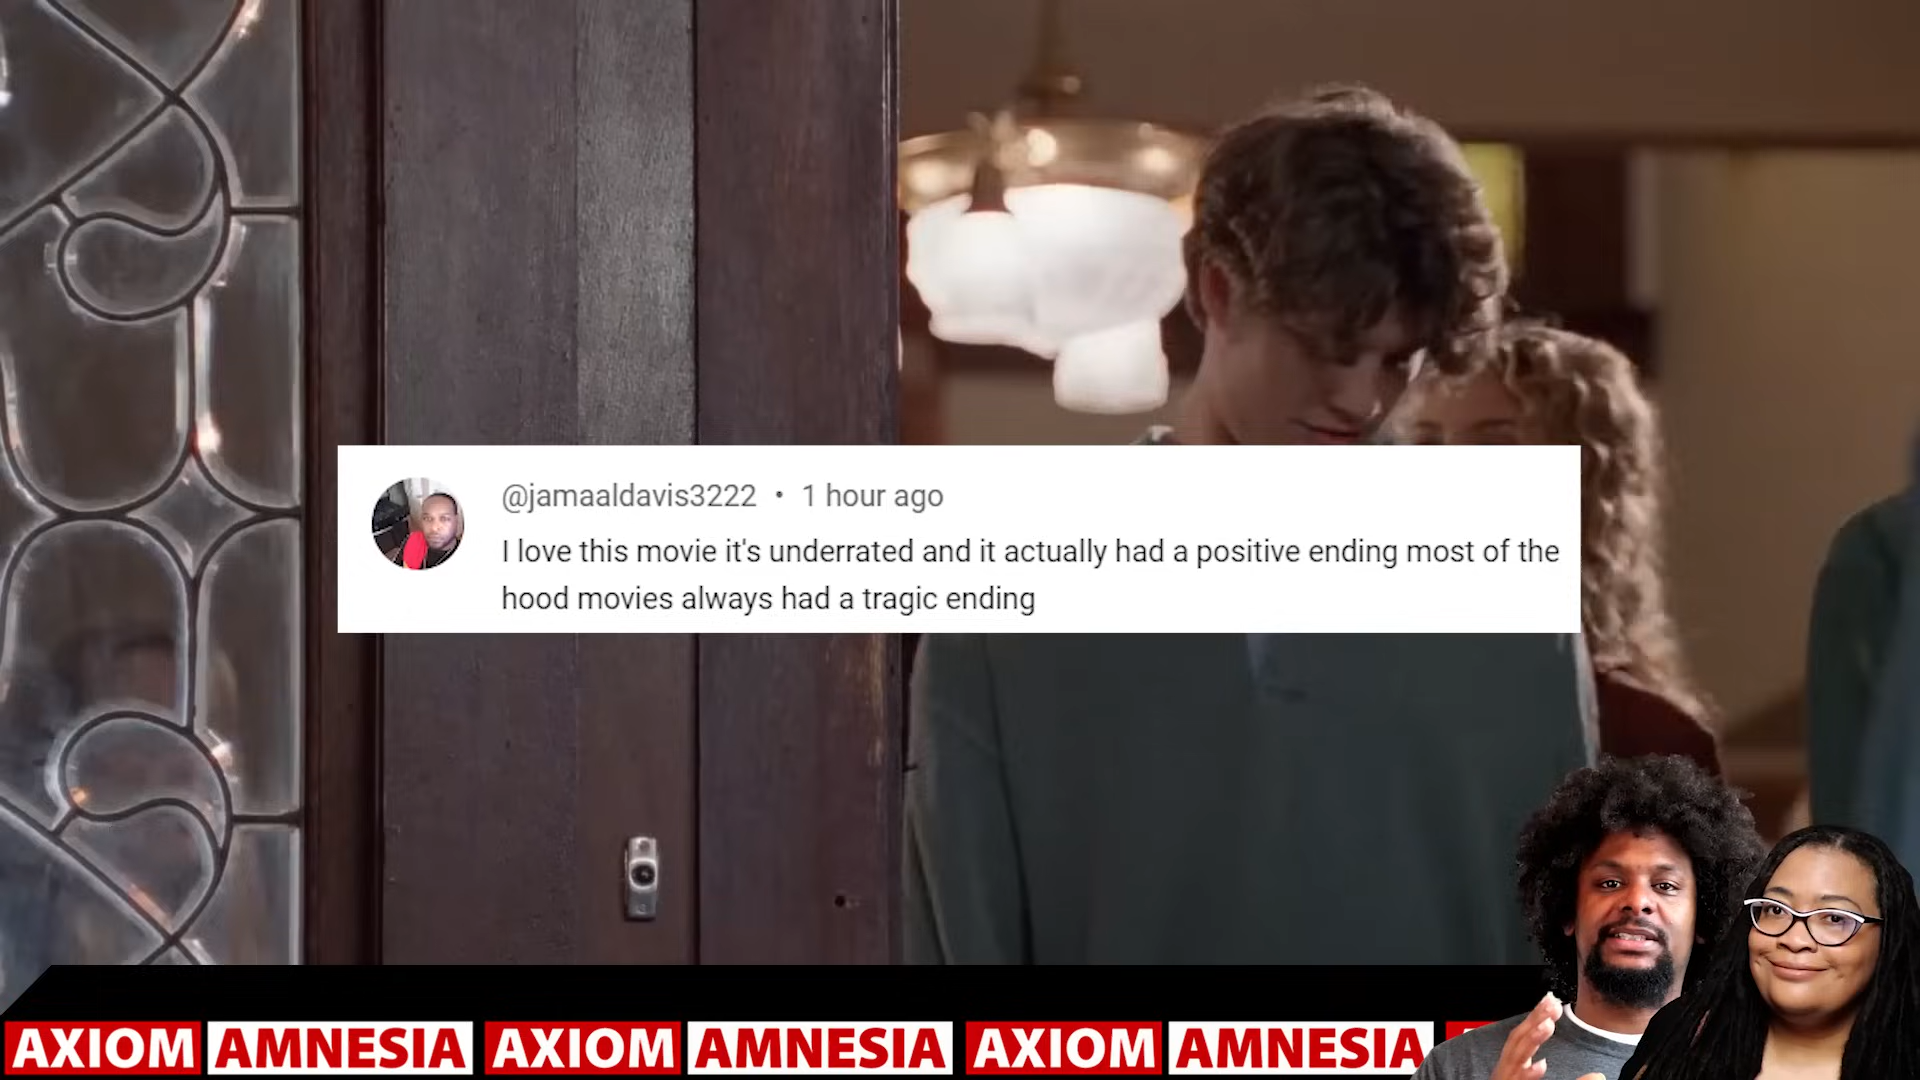 @jamaaldavis3222 • 1 hour ago
I love this movie it's underrated and it actually had a positive ending most of the
hood movies always had a tragic ending
AXIOM AMNESIA AXIOM AMNESIA AXIOM AMNESIA